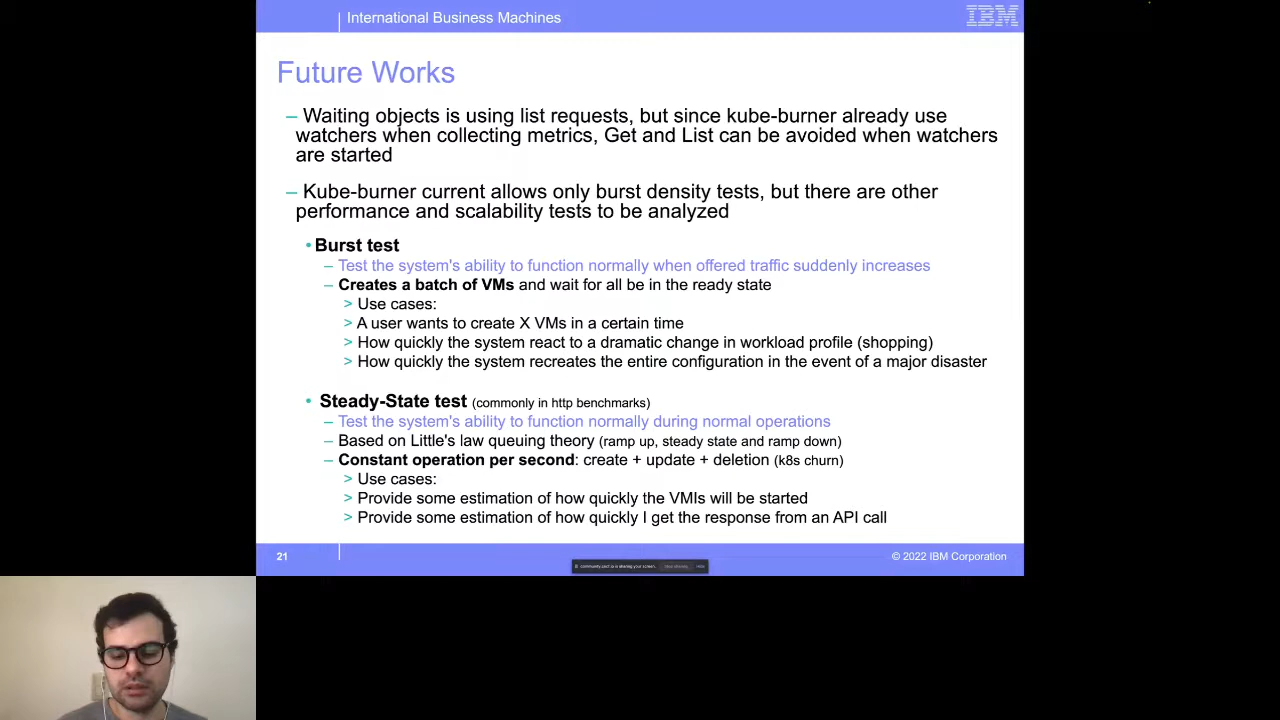 International Business Machines
IBM
Future Works
– Waiting objects is using list requests, but since kube-burner already use
watchers when collecting metrics, Get and List can be avoided when watchers
are started
– Kube-burner current allows only burst density tests, but there are other
performance and scalability tests to be analyzed
• Burst test
– Test the system's ability to function normally when offered traffic suddenly increases
– Creates a batch of VMs and wait for all be in the ready state
> Use cases:
> A user wants to create X VMs in a certain time
> How quickly the system react to a dramatic change in workload profile (shopping)
> How quickly the system recreates the entire configuration in the event of a major disaster
• Steady-State test (commonly in http benchmarks)
– Test the system's ability to function normally during normal operations
– Based on Little's law queuing theory (ramp up, steady state and ramp down)
– Constant operation per second: create + update + deletion (k8s churn)
> Use cases:
> Provide some estimation of how quickly the VMIs will be started
> Provide some estimation of how quickly I get the response from an API call
21
© 2022 IBM Corporation
is sharing your screen.
Stop sharing
Hide